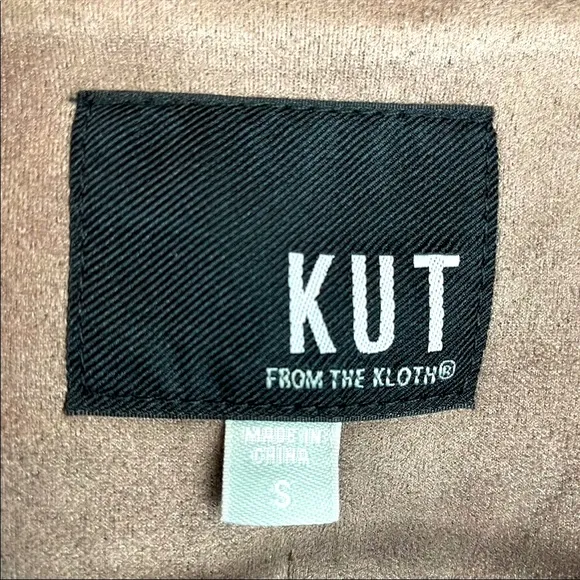 KUT
FROM THE KLOTH®
MADE IN
CHINA
S